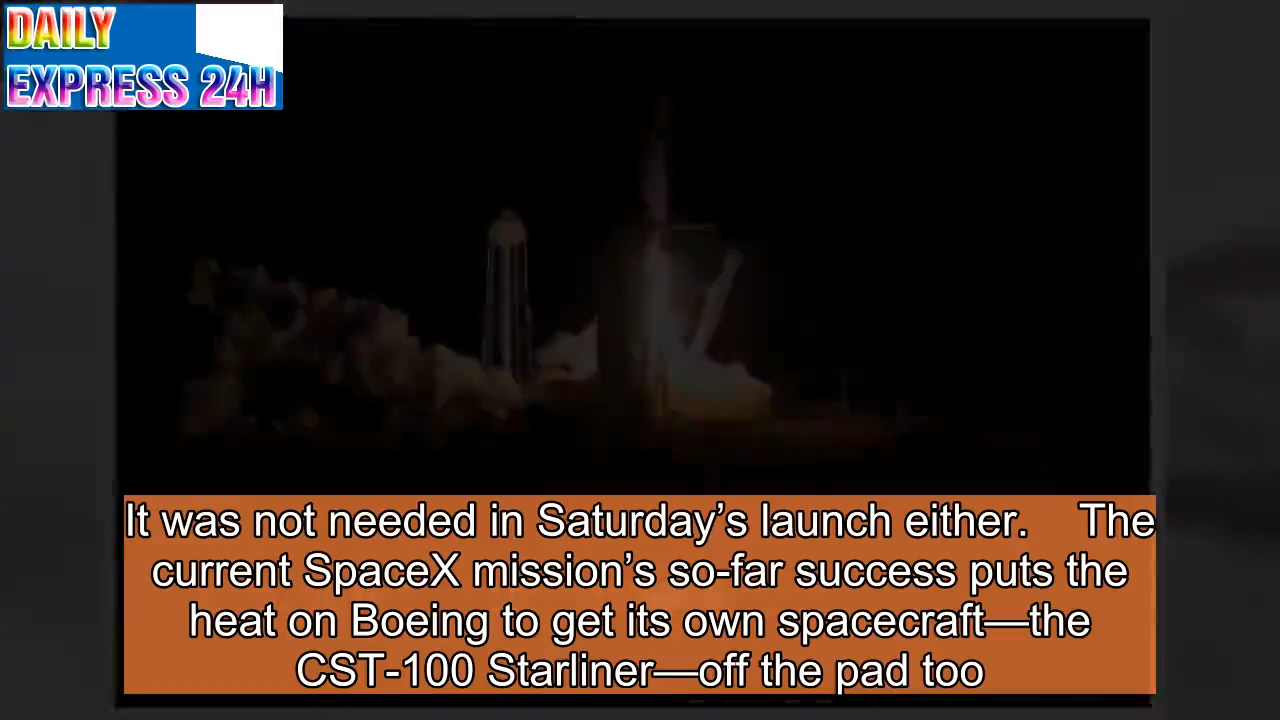 DAILY
EXPRESS 24H
It was not needed in Saturday’s launch either. The
current SpaceX mission’s so-far success puts the
heat on Boeing to get its own spacecraft—the
CST-100 Starliner—off the pad too